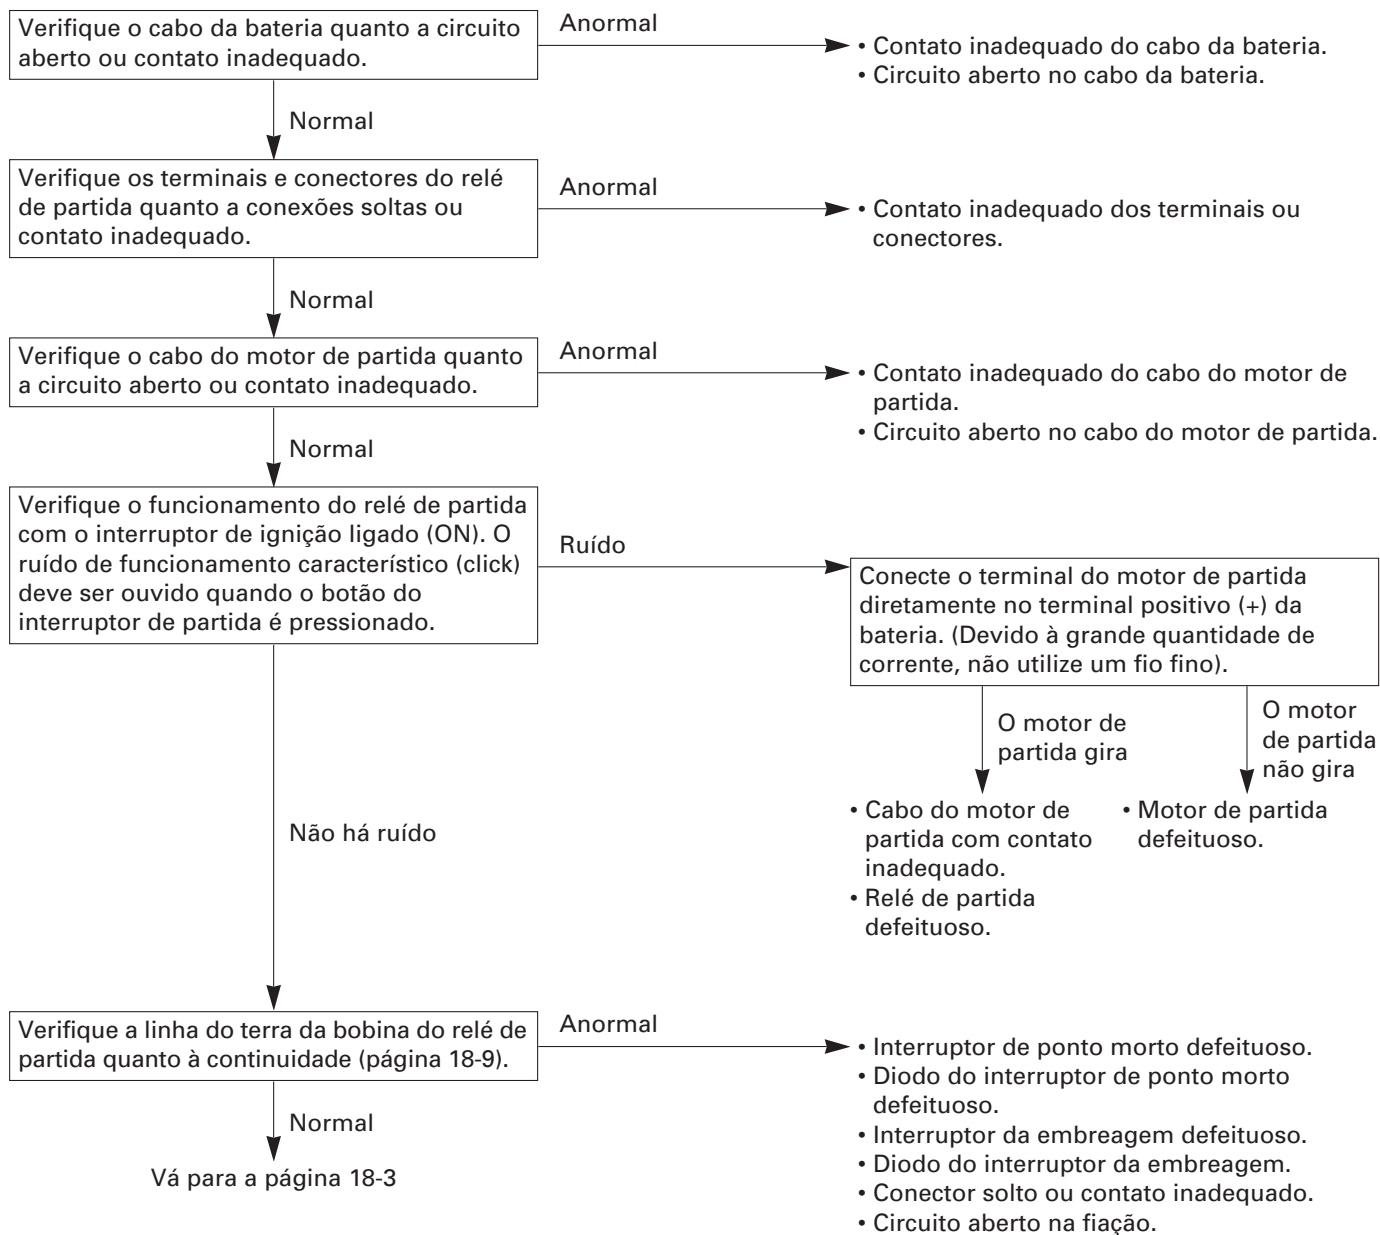 Verifique o cabo da bateria quanto a circuito
aberto ou contato inadequado.
Anormal
• Contato inadequado do cabo da bateria.
• Circuito aberto no cabo da bateria.
Normal
Verifique os terminais e conectores do relé
de partida quanto a conexões soltas ou
contato inadequado.
Anormal
• Contato inadequado dos terminais ou
conectores.
Normal
Verifique o cabo do motor de partida quanto
a circuito aberto ou contato inadequado.
Anormal
• Contato inadequado do cabo do motor de
partida.
• Circuito aberto no cabo do motor de partida.
Normal
Verifique o funcionamento do relé de partida
com o interruptor de ignição ligado (ON). O
ruído de funcionamento característico (click)
deve ser ouvido quando o botão do
interruptor de partida é pressionado.
Ruído
Conecte o terminal do motor de partida
diretamente no terminal positivo (+) da
bateria. (Devido à grande quantidade de
corrente, não utilize um fio fino).
O motor de
partida gira
O motor
de partida
não gira
• Cabo do motor de
partida com contato
inadequado.
• Relé de partida
defeituoso.
• Motor de partida
defeituoso.
Não há ruído
Verifique a linha do terra da bobina do relé de
partida quanto à continuidade (página 18-9).
Anormal
• Interruptor de ponto morto defeituoso.
• Diodo do interruptor de ponto morto
defeituoso.
• Interruptor da embreagem defeituoso.
• Diodo do interruptor da embreagem.
• Conector solto ou contato inadequado.
• Circuito aberto na fiação.
Normal
Vá para a página 18-3